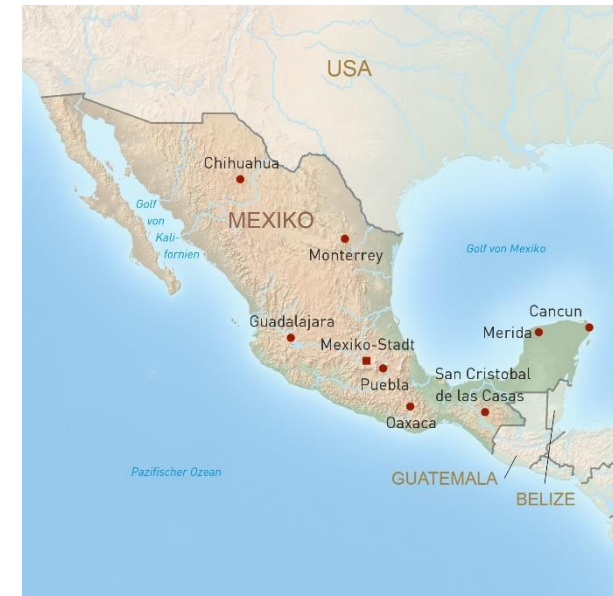 USA
Chihuahua
Golf
von
Kali-
fornien
MEXIKO
Monterrey
Golf von Mexiko
Cancun
Guadalajara
Merida
Mexiko-Stadt
San Cristobal
de las Casas
Puebla
Oaxaca
Pazifischer Ozean
GUATEMALA
BELIZE